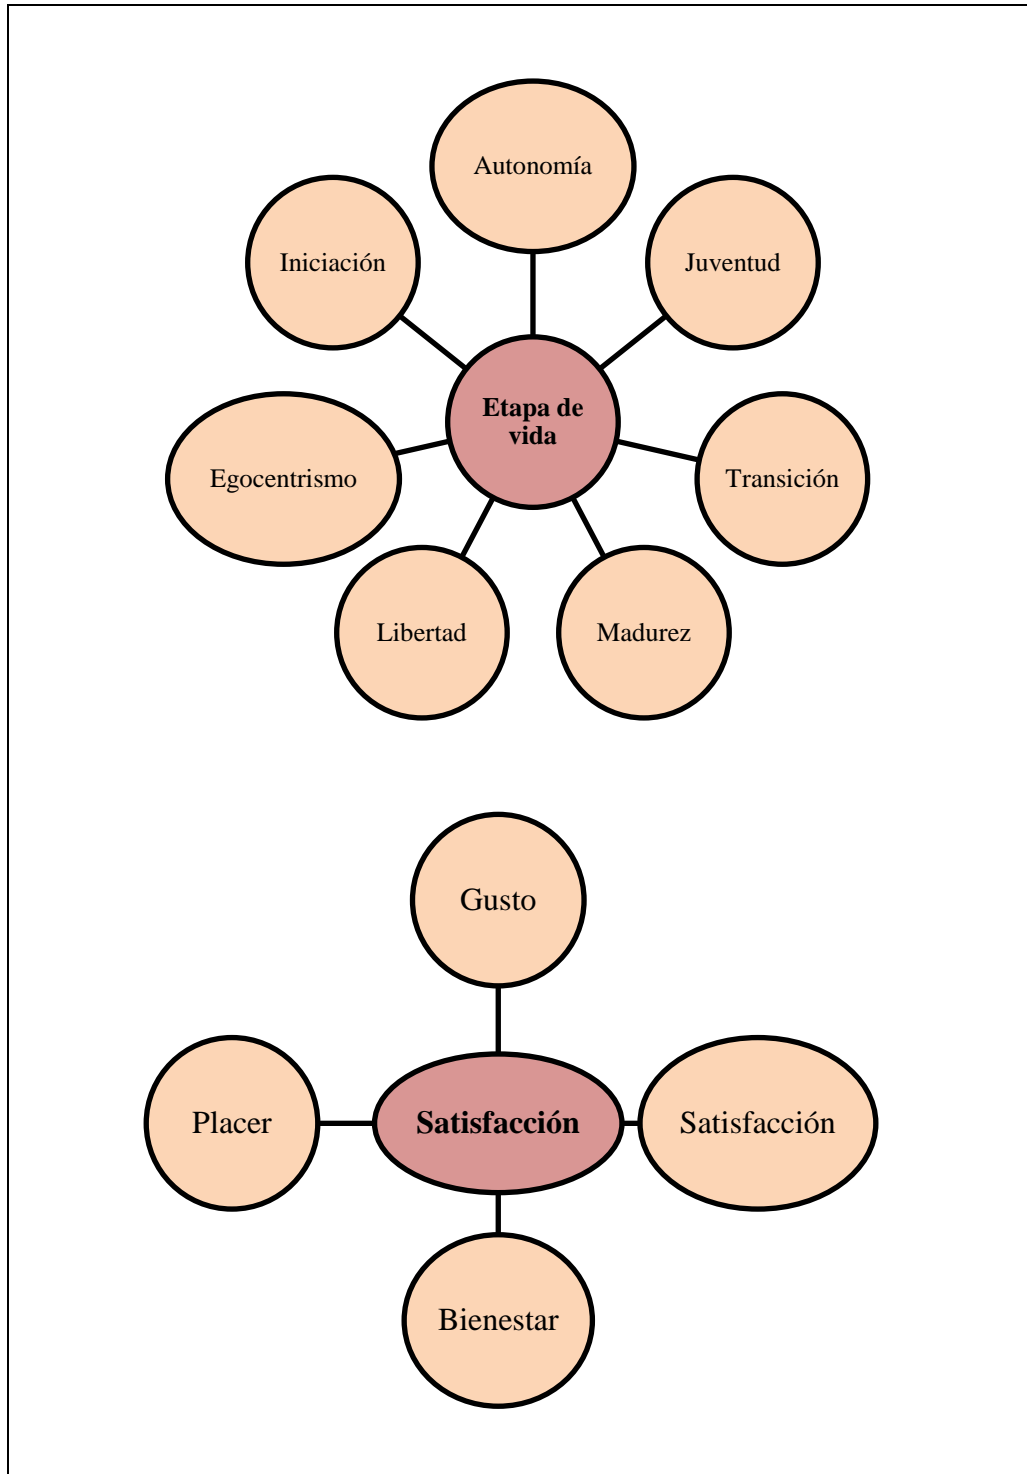 Autonomía
Iniciación
Juventud
Etapa de
vida
Egocentrismo
Transición
Libertad
Madurez
Gusto
Placer
Satisfacción
Satisfacción
Bienestar